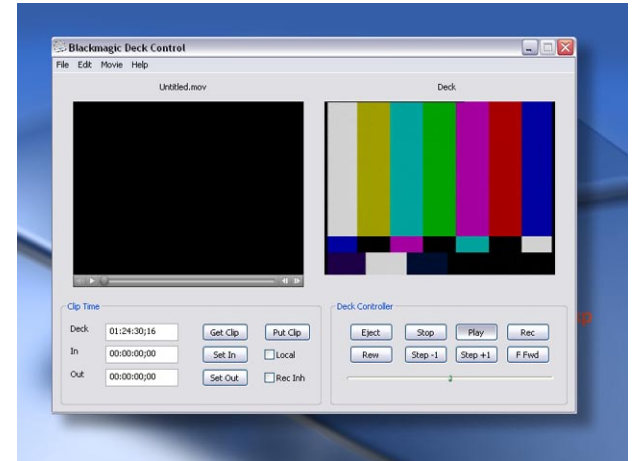 Blackmagic Deck Control
File Edit Movie Help
Untitled.mov
Deck
Clip Time
Deck 01:24:30;16 Get Clip Put Clip
In 00:00:00;00 Set In Local
Out 00:00:00;00 Set Out Rec Inh
Deck Controller
Eject Stop Play Rec
Rew Step -1 Step +1 F Fwd